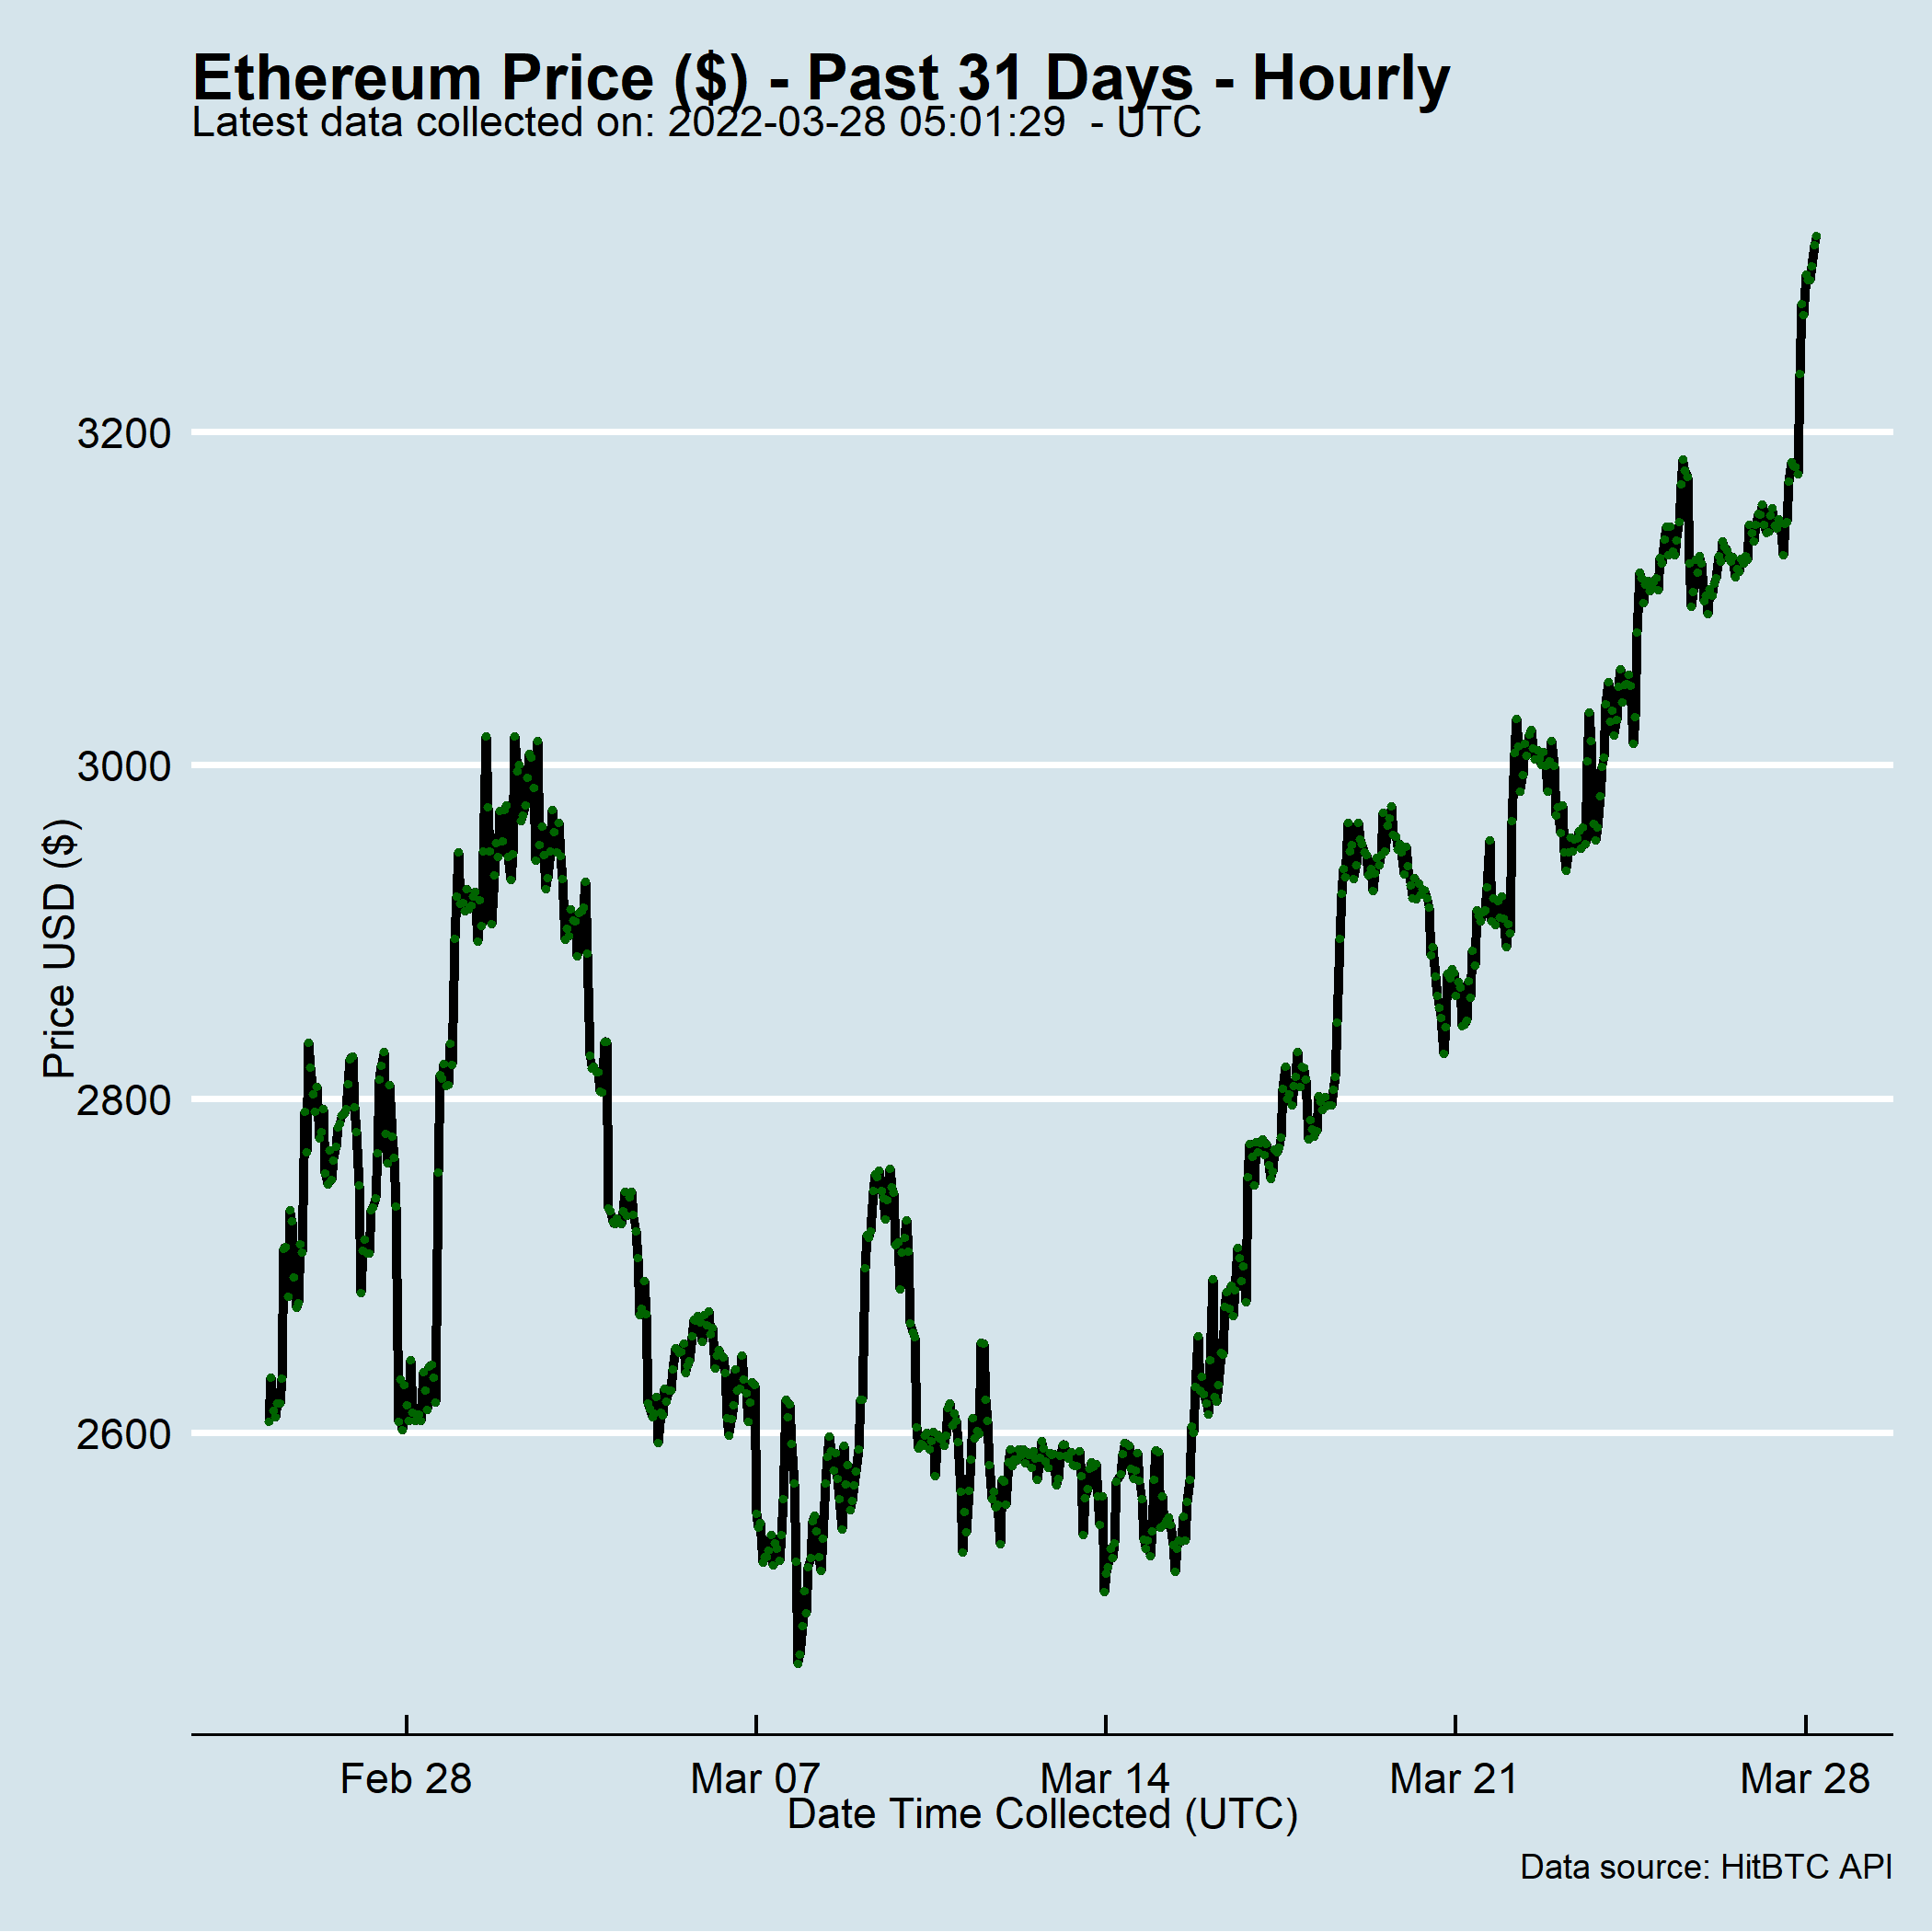 Ethereum Price ($) - Past 31 Days - Hourly
Latest data collected on: 2022-03-28 05:01:29  - UTC
3200
3000
2800
2600
Price USD ($)
Feb 28 Mar 07 Mar 14 Mar 21 Mar 28
Date Time Collected (UTC)
Data source: HitBTC API